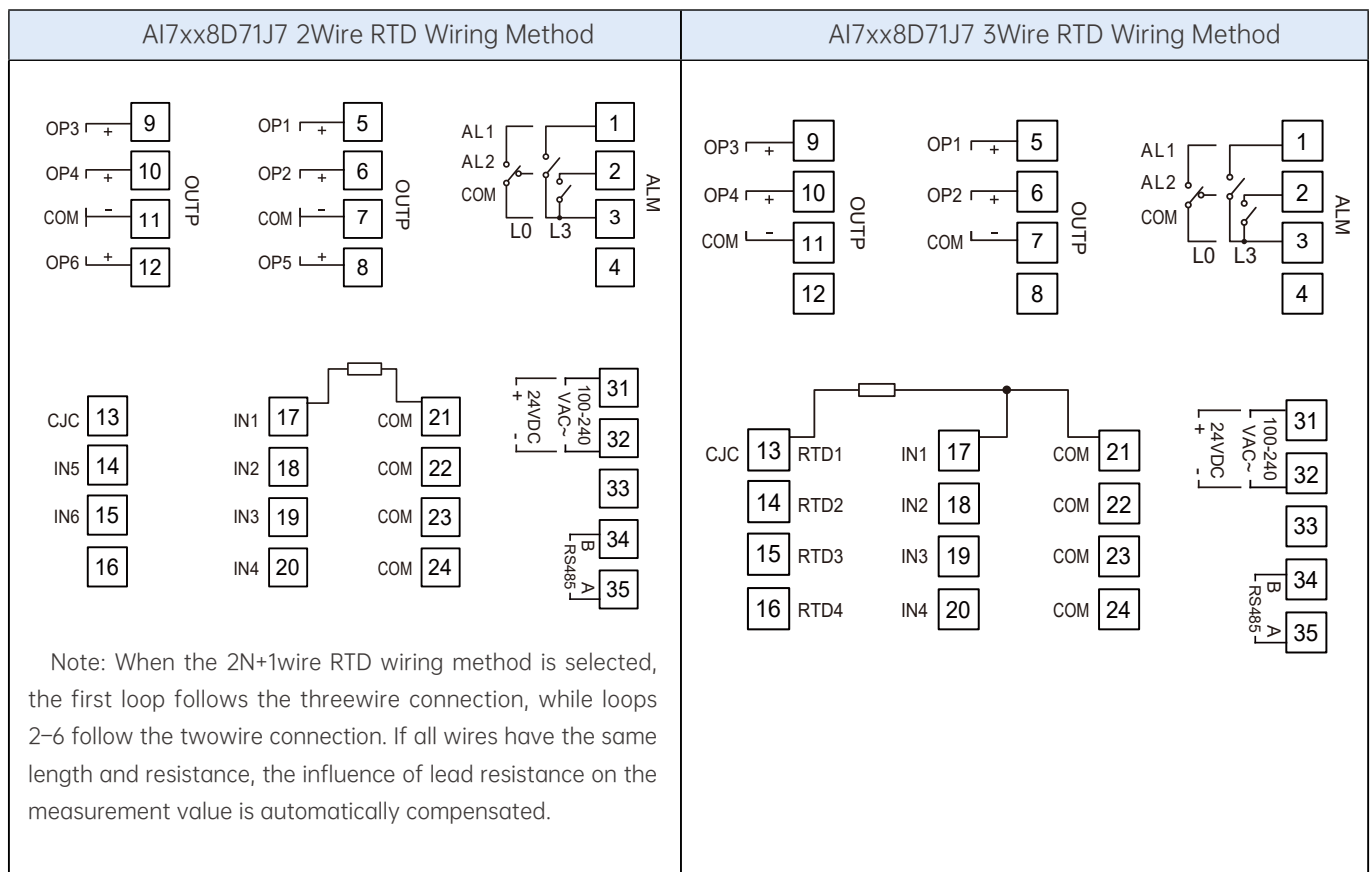 AI7xx8D71J7 2Wire RTD Wiring Method
OP3 + 9
OP4 + 10
COM - 11
OP6 + 12
OUTP
OP1 + 5
OP2 + 6
COM - 7
OP5 + 8
OUTP
AL1 1
AL2 2
COM 3
L0 L3
4
ALM
CJC 13
IN5 14
IN6 15
16
IN1 17
IN2 18
IN3 19
IN4 20
COM 21
COM 22
COM 23
COM 24
31
32
33
34
35
100-240
VAC~
24VDC
+ -
B A
RS485
Note: When the 2N+1wire RTD wiring method is selected,
the first loop follows the threewire connection, while loops
2–6 follow the twowire connection. If all wires have the same
length and resistance, the influence of lead resistance on the
measurement value is automatically compensated.
AI7xx8D71J7 3Wire RTD Wiring Method
OP3 + 9
OP4 + 10
COM - 11
12
OUTP
OP1 + 5
OP2 + 6
COM - 7
8
OUTP
AL1 1
AL2 2
COM 3
L0 L3
4
ALM
CJC 13 RTD1
14 RTD2
15 RTD3
16 RTD4
IN1 17
IN2 18
IN3 19
IN4 20
COM 21
COM 22
COM 23
COM 24
31
32
33
34
35
100-240
VAC~
24VDC
+ -
B A
RS485